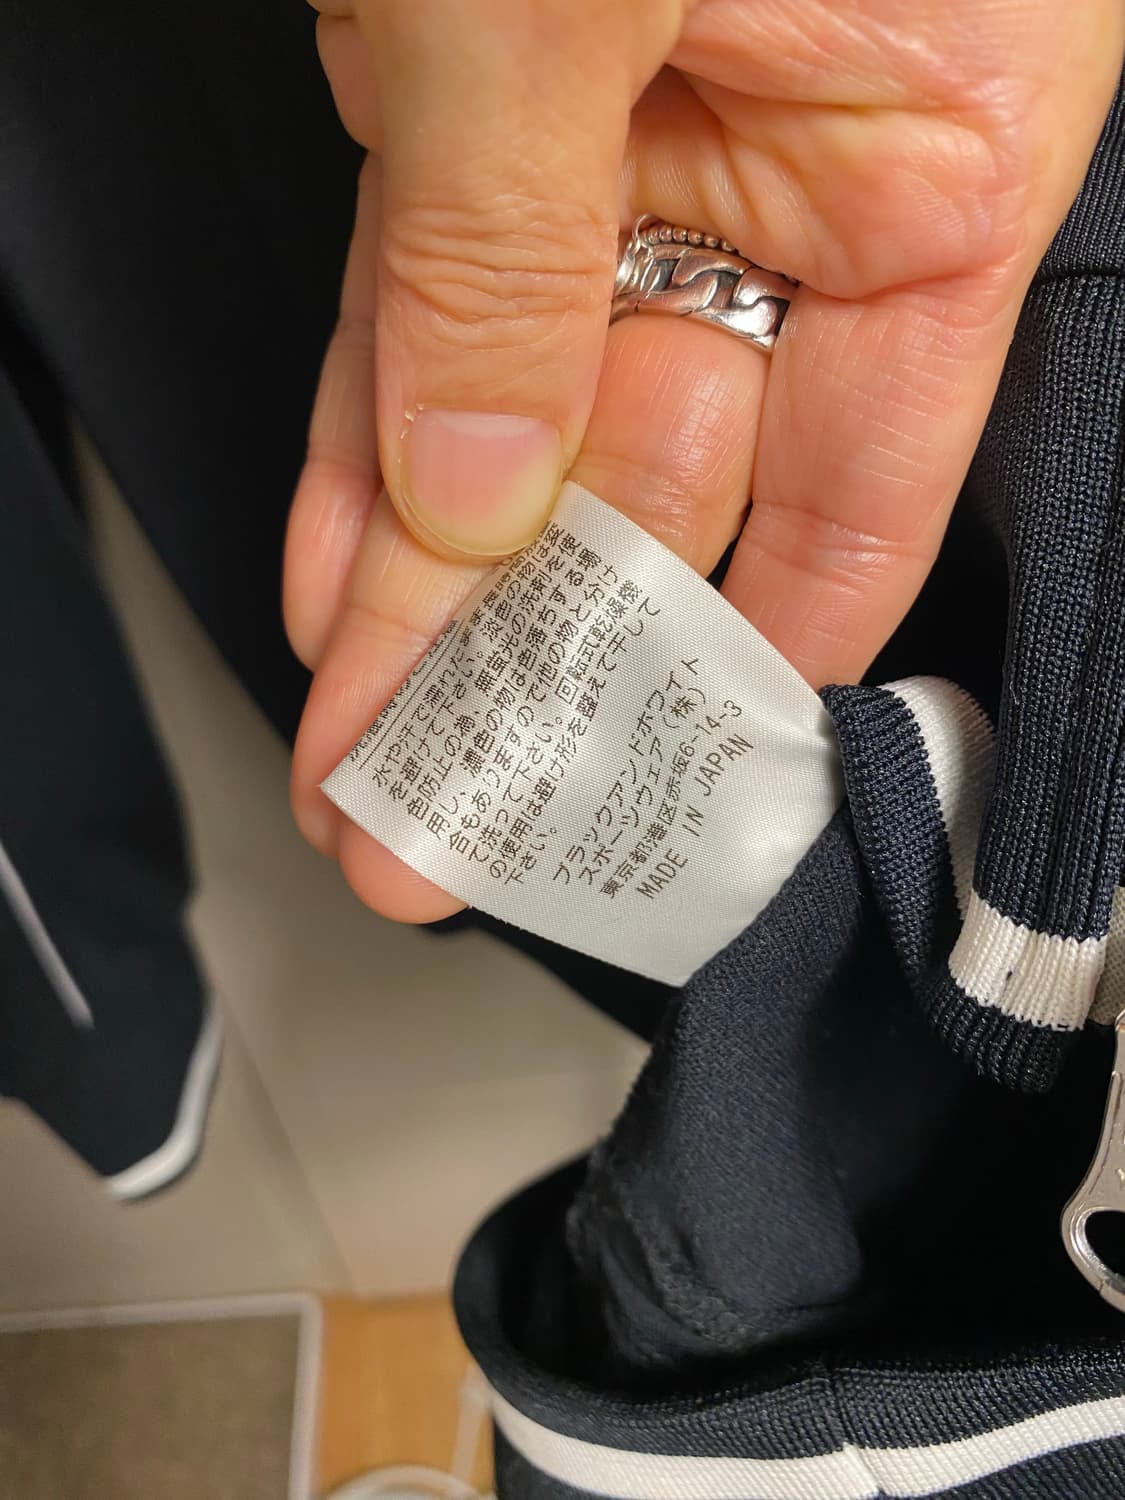 水や汗で濡れたまま長時間
を避けて下さい。淡色の物は変
色防止の為、無蛍光の洗剤を使
用し、濃色の物は色落ちする場
合もありますので他の物と分け
て洗って下さい。回転式乾燥機
の使用は避け形を整えて干して
下さい。
ブラックアンドホワイト
スポーツウェア(株)
東京都港区赤坂6-14-3
MADE IN JAPAN